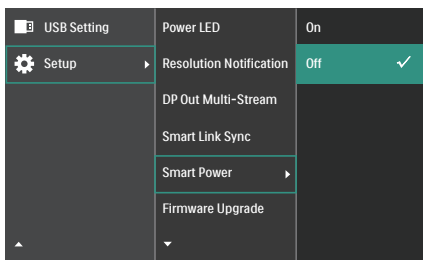 USB Setting
Setup
Power LED
Resolution Notification
DP Out Multi-Stream
Smart Link Sync
Smart Power
Firmware Upgrade
On
Off